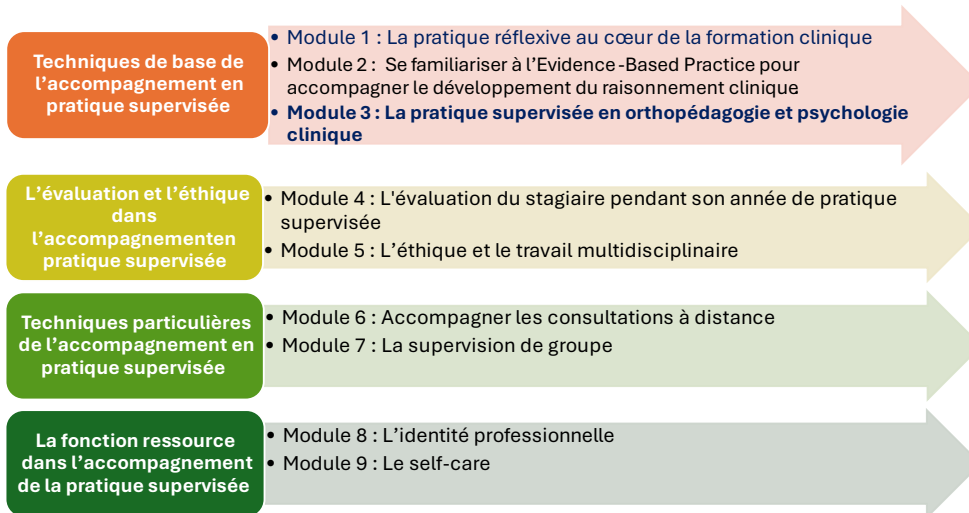 Techniques de base de
l'accompagnement en
pratique supervisée
• Module 1 : La pratique réflexive au cœur de la formation clinique
• Module 2 : Se familiariser à l'Evidence-Based Practice pour
accompagner le développement du raisonnement clinique
• Module 3 : La pratique supervisée en orthopédagogie et psychologie
clinique
L'évaluation et l'éthique
dans
l'accompagnementen
pratique supervisée
• Module 4 : L'évaluation du stagiaire pendant son année de pratique
supervisée
• Module 5 : L'éthique et le travail multidisciplinaire
Techniques particulières
de l'accompagnement en
pratique supervisée
• Module 6 : Accompagner les consultations à distance
• Module 7 : La supervision de groupe
La fonction ressource
dans l'accompagnement
de la pratique supervisée
• Module 8 : L'identité professionnelle
• Module 9 : Le self-care